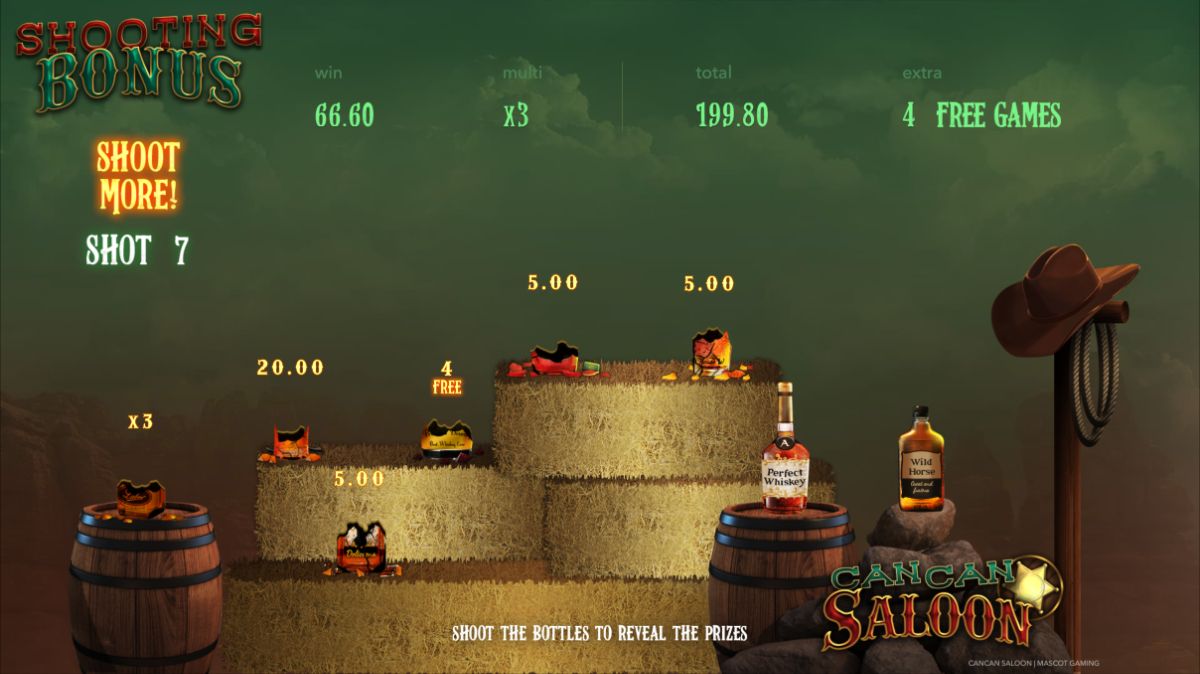 SHOOTING
BONUS
win
multi
total
extra
66.60
x3
199.80
4 FREE GAMES
SHOOT
MORE!
SHOT 7
5.00
5.00
20.00
4
FREE
x3
5.00
A
Perfect
Whiskey
Wild
Horse
CANCAN
SALOON
SHOOT THE BOTTLES TO REVEAL THE PRIZES
CANCAN SALOON | MASCOT GAMING